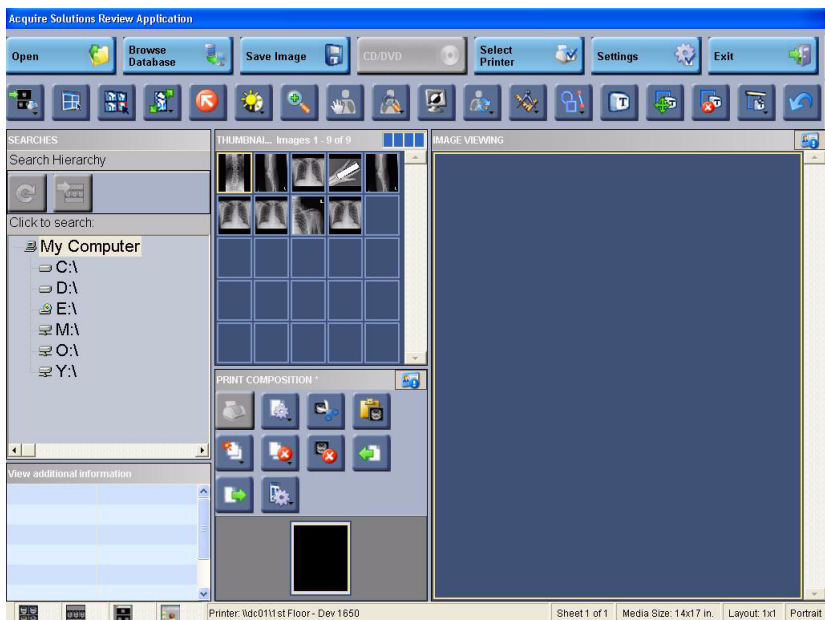 Acquire Solutions Review Application
Open
Browse
Database
Save Image
CD/DVD
Select
Printer
Settings
Exit
SEARCHES
Search Hierarchy
Click to search:
My Computer
C:\
D:\
E:\
M:\
O:\
Y:\
View additional information
THUMBNAI... Images 1 - 9 of 9
PRINT COMPOSITION *
IMAGE VIEWING
Printer: \\dc01\1st Floor - Dev 1650
Sheet 1 of 1
Media Size: 14x17 in.
Layout: 1x1
Portrait